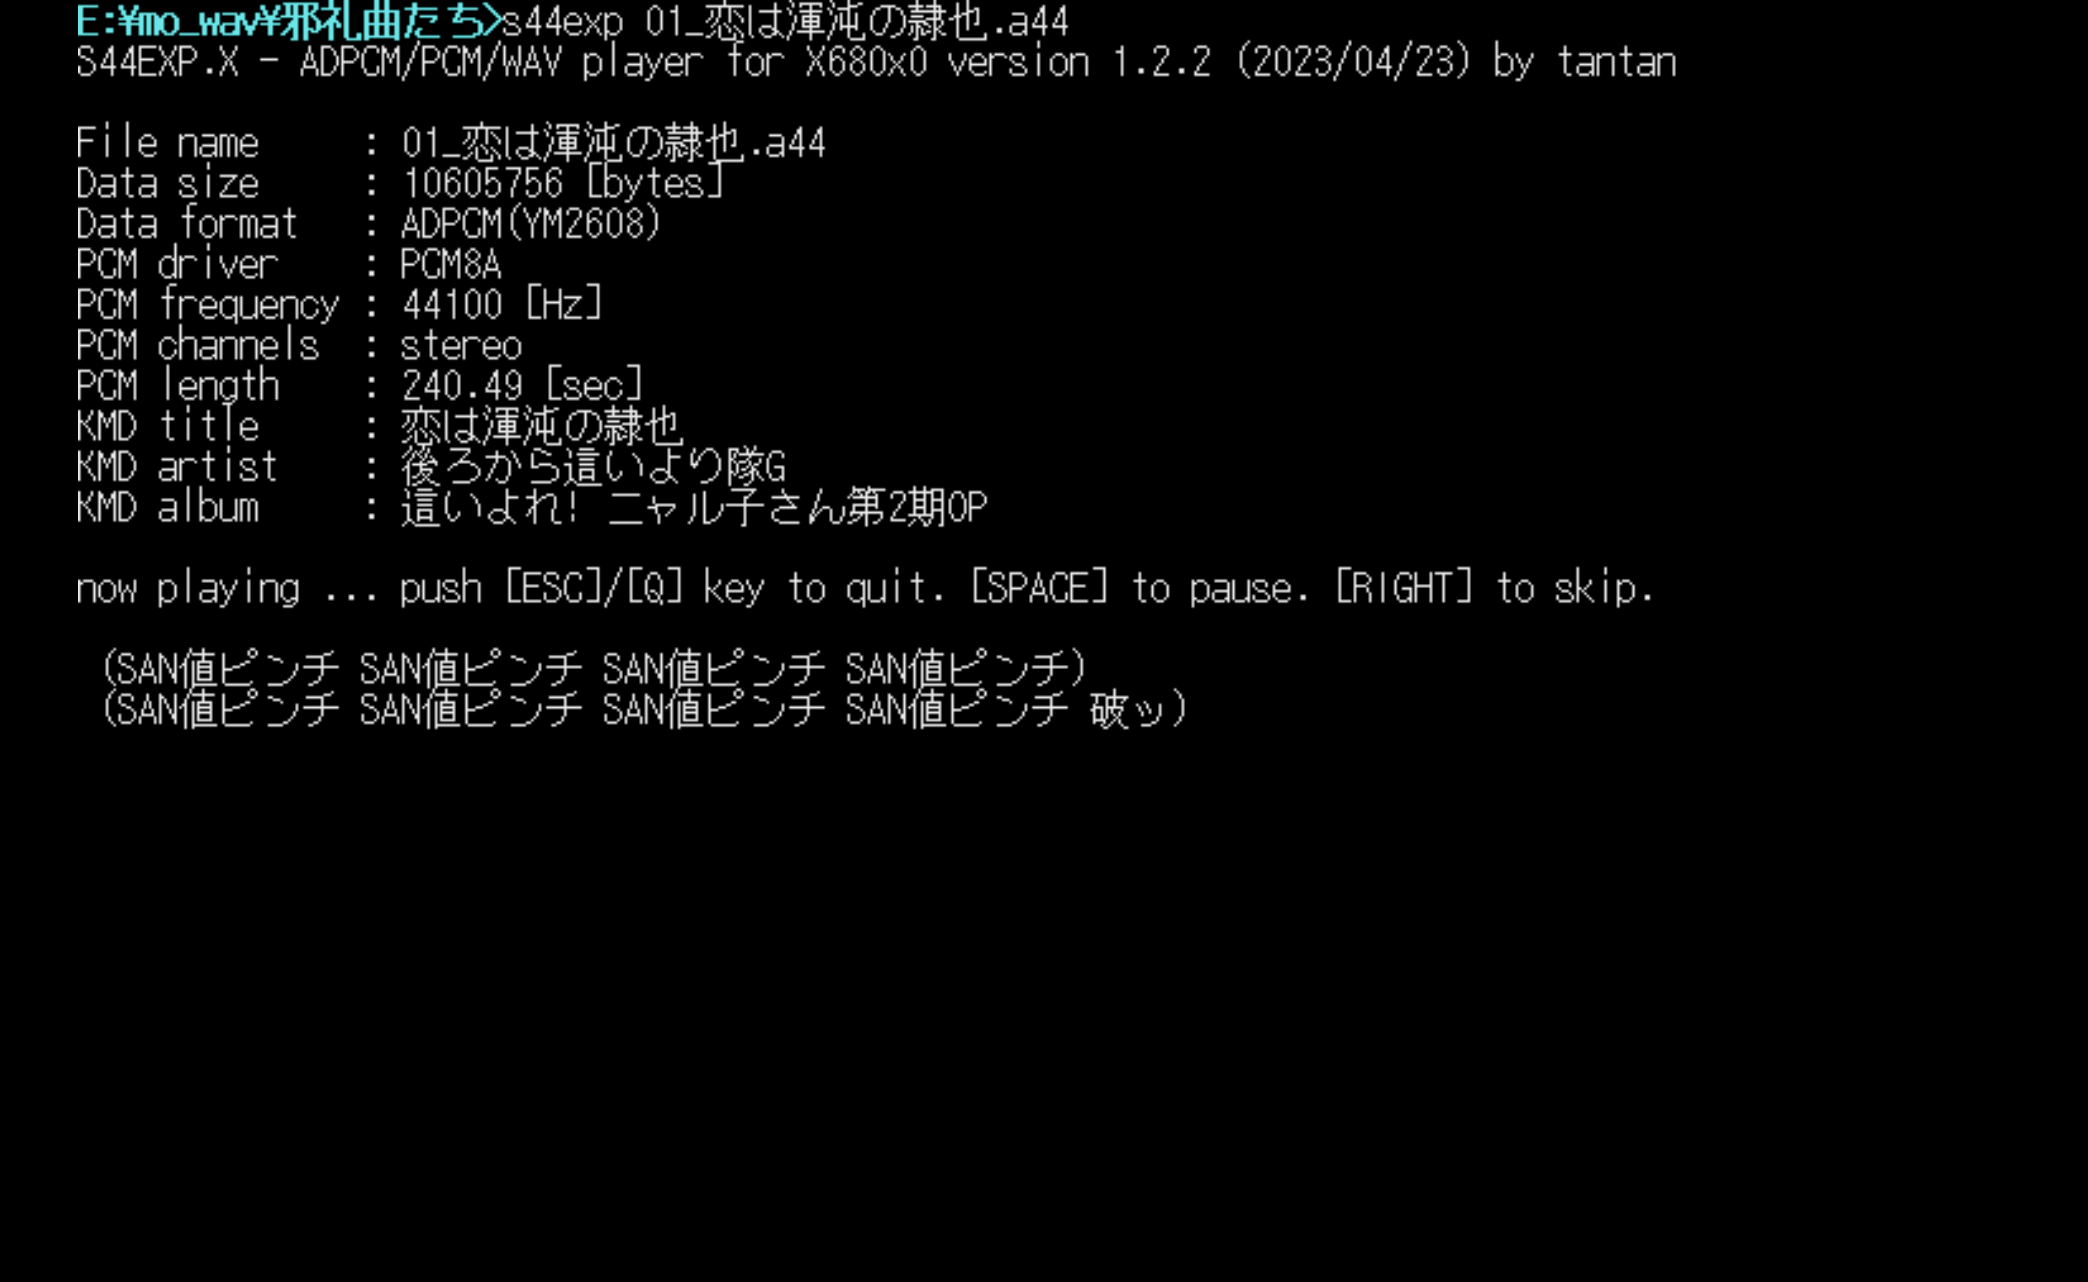 E:¥mo_wav¥邪礼曲たち>s44exp 01_恋は渾沌の隷也.a44
S44EXP.X - ADPCM/PCM/WAV player for X680x0 version 1.2.2 (2023/04/23) by tantan
File name : 01_恋は渾沌の隷也.a44
Data size : 10605756 [bytes]
Data format : ADPCM(YM2608)
PCM driver : PCM8A
PCM frequency : 44100 [Hz]
PCM channels : stereo
PCM length : 240.49 [sec]
KMD title : 恋は渾沌の隷也
KMD artist : 後ろから這いより隊G
KMD album : 這いよれ! ニャル子さん第2期OP
now playing ... push [ESC]/[Q] key to quit. [SPACE] to pause. [RIGHT] to skip.
(SAN値ピンチ SAN値ピンチ SAN値ピンチ SAN値ピンチ)
(SAN値ピンチ SAN値ピンチ SAN値ピンチ SAN値ピンチ 破ッ)